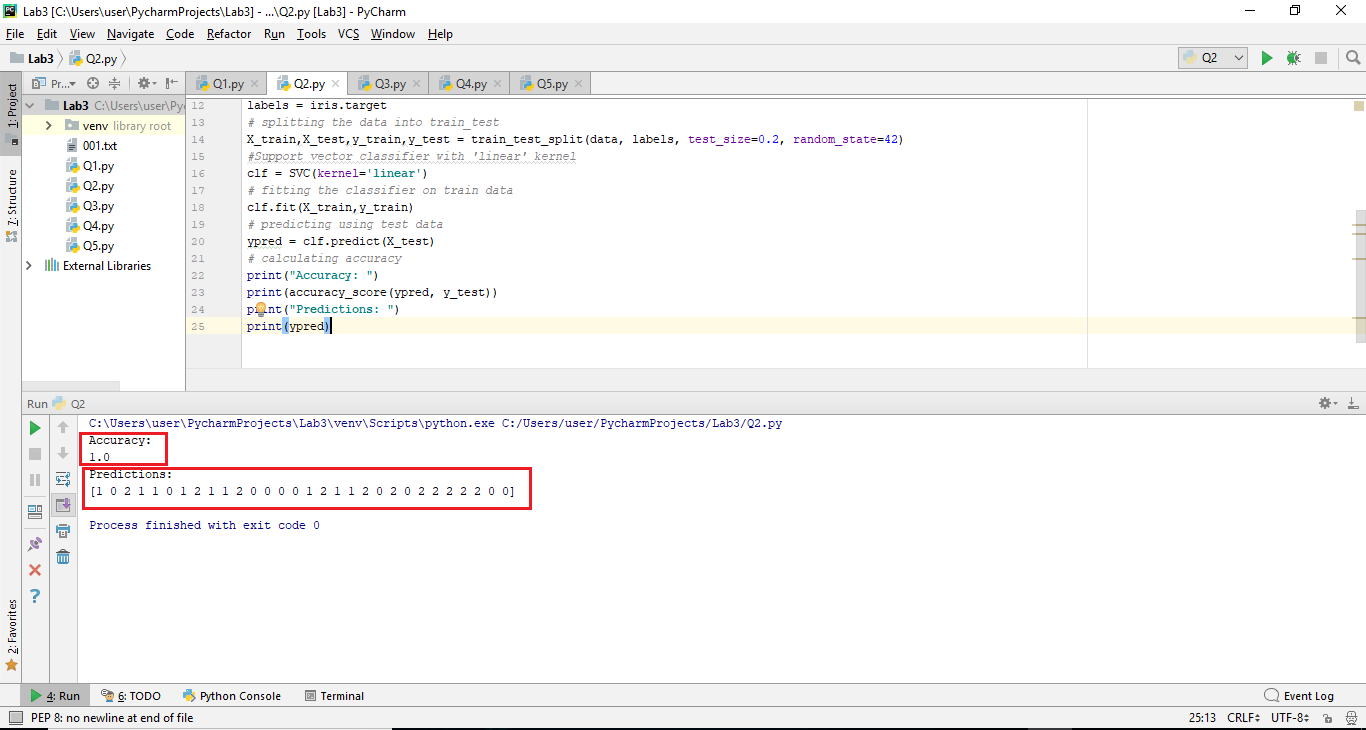 Lab3 [C:\Users\user\PycharmProjects\Lab3] - ...\Q2.py [Lab3] - PyCharm
File Edit View Navigate Code Refactor Run Tools VCS Window Help
Lab3 Q2.py Q2
1: Project
7: Structure
2: Favorites
Pr...
Lab3 C:\Users\user\Py
venv library root
001.txt
Q1.py
Q2.py
Q3.py
Q4.py
Q5.py
External Libraries
Q1.py Q2.py Q3.py Q4.py Q5.py
12 labels = iris.target
13 # splitting the data into train_test
14 X_train,X_test,y_train,y_test = train_test_split(data, labels, test_size=0.2, random_state=42)
15 #Support vector classifier with 'linear' kernel
16 clf = SVC(kernel='linear')
17 # fitting the classifier on train data
18 clf.fit(X_train,y_train)
19 # predicting using test data
20 ypred = clf.predict(X_test)
21 # calculating accuracy
22 print("Accuracy: ")
23 print(accuracy_score(ypred, y_test))
24 print("Predictions: ")
25 print(ypred)
Run Q2
C:\Users\user\PycharmProjects\Lab3\venv\Scripts\python.exe C:/Users/user/PycharmProjects/Lab3/Q2.py
Accuracy:
1.0
Predictions:
[1 0 2 1 1 0 1 2 1 1 2 0 0 0 0 1 2 1 1 2 0 2 0 2 2 2 2 2 0 0]
Process finished with exit code 0
4: Run 6: TODO Python Console Terminal Event Log
PEP 8: no newline at end of file 25:13 CRLF UTF-8